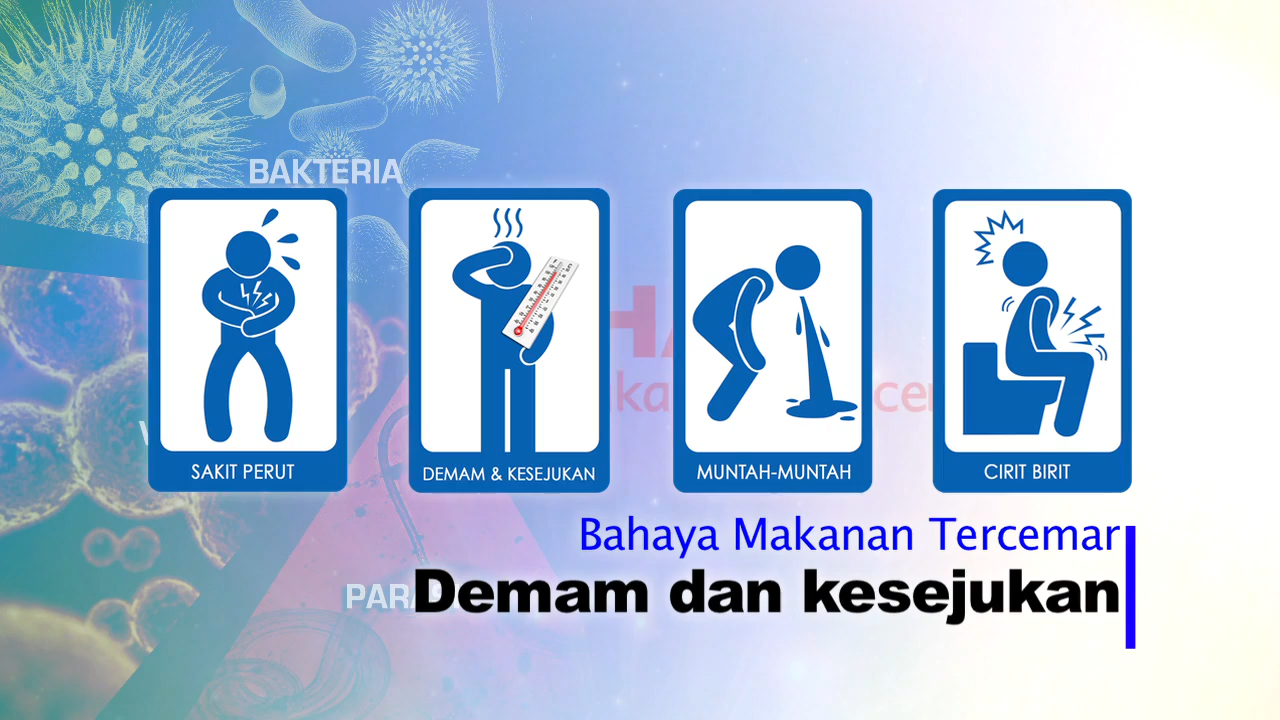 BAKTERIA
SAKIT PERUT
DEMAM & KESEJUKAN
MUNTAH-MUNTAH
CIRIT BIRIT
Bahaya Makanan Tercemar
Demam dan kesejukan